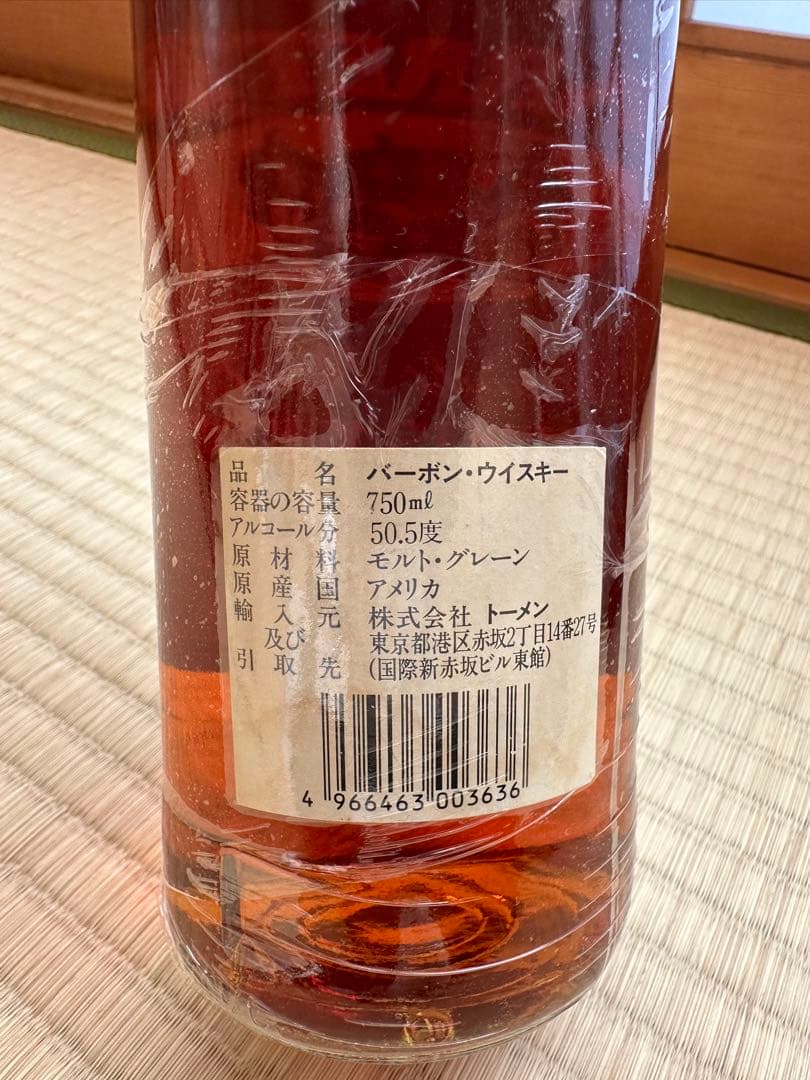 品名 バーボン・ウイスキー
容器の容量 750mℓ
アルコール分 50.5度
原材料 モルト・グレーン
原産国 アメリカ
輸入元 株式会社 トーメン
及び 東京都港区赤坂2丁目14番27号
引取先 (国際新赤坂ビル東館)
4 966463 003636